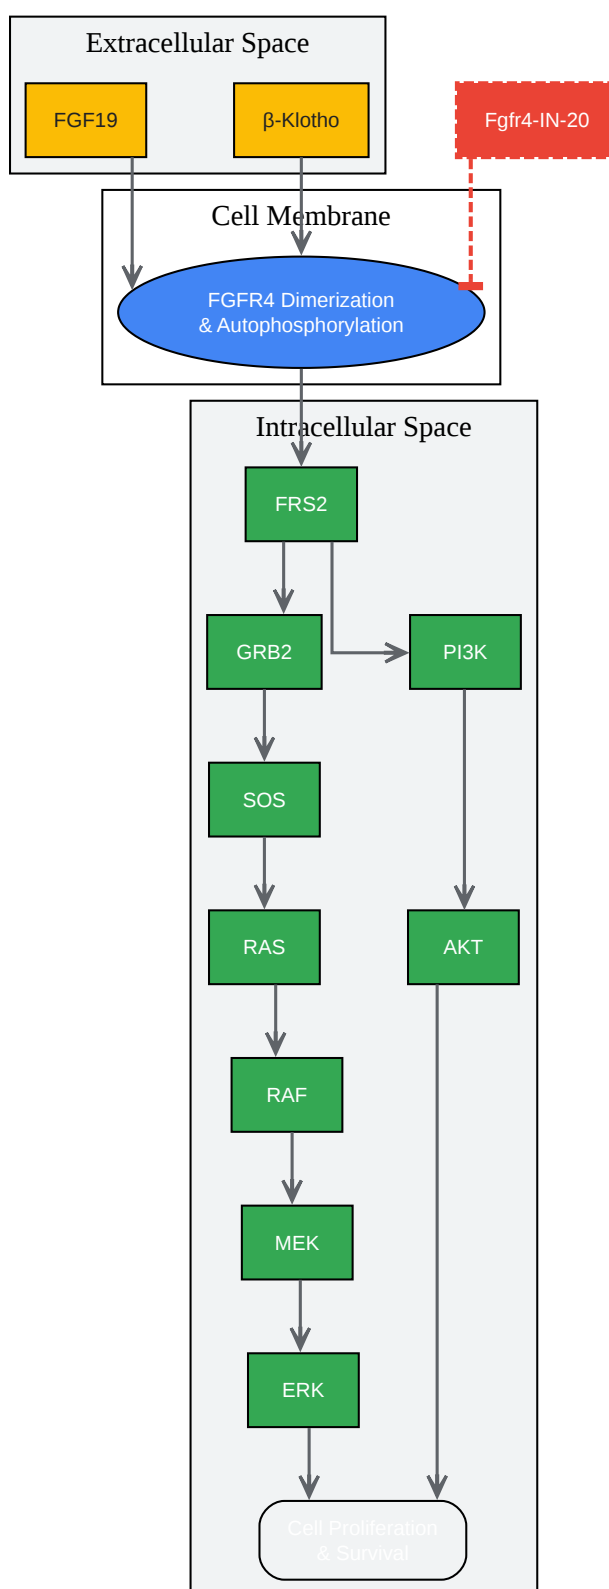 Extracellular Space
FGF19
β-Klotho
Fgfr4-IN-20
Cell Membrane
FGFR4 Dimerization
& Autophosphorylation
Intracellular Space
FRS2
GRB2
PI3K
SOS
RAS
AKT
RAF
MEK
ERK
Cell Proliferation
& Survival